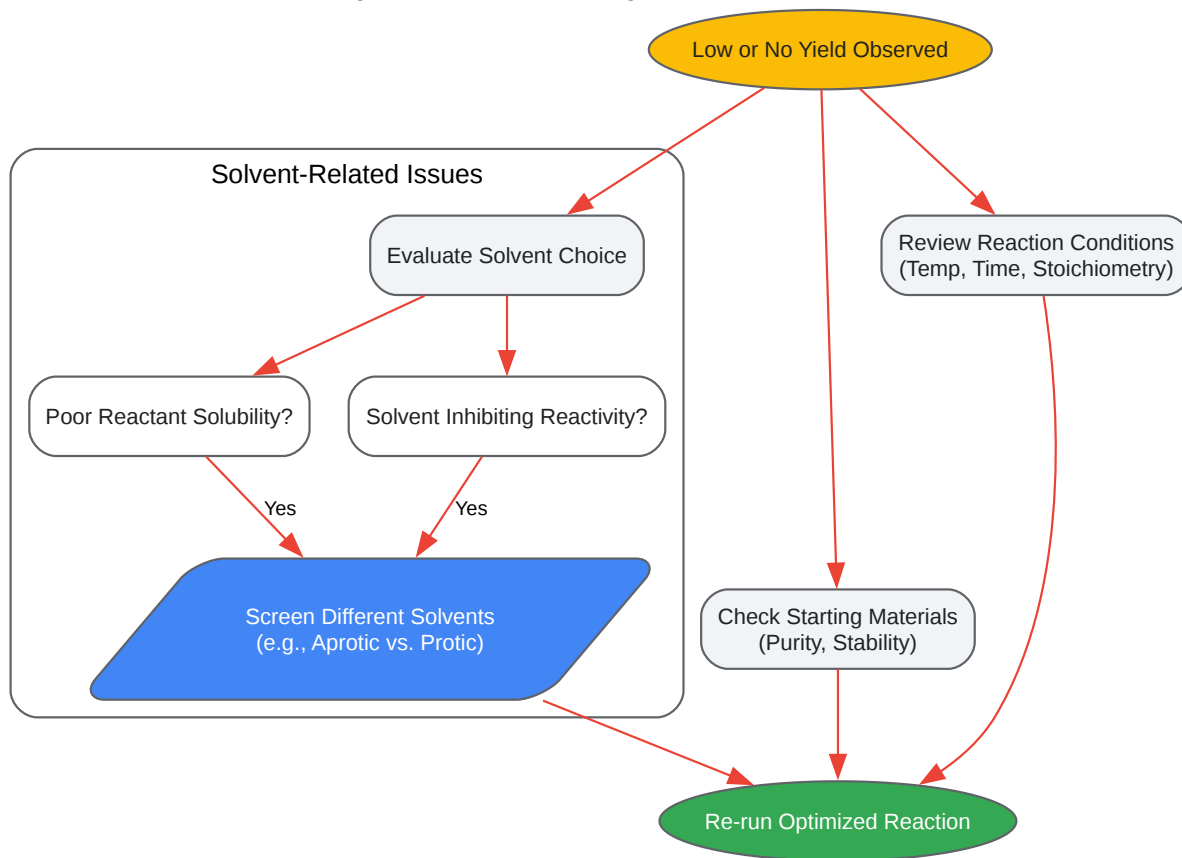 Low or No Yield Observed
Solvent-Related Issues
Evaluate Solvent Choice
Review Reaction Conditions
(Temp, Time, Stoichiometry)
Poor Reactant Solubility?
Solvent Inhibiting Reactivity?
Yes
Yes
Screen Different Solvents
(e.g., Aprotic vs. Protic)
Check Starting Materials
(Purity, Stability)
Re-run Optimized Reaction